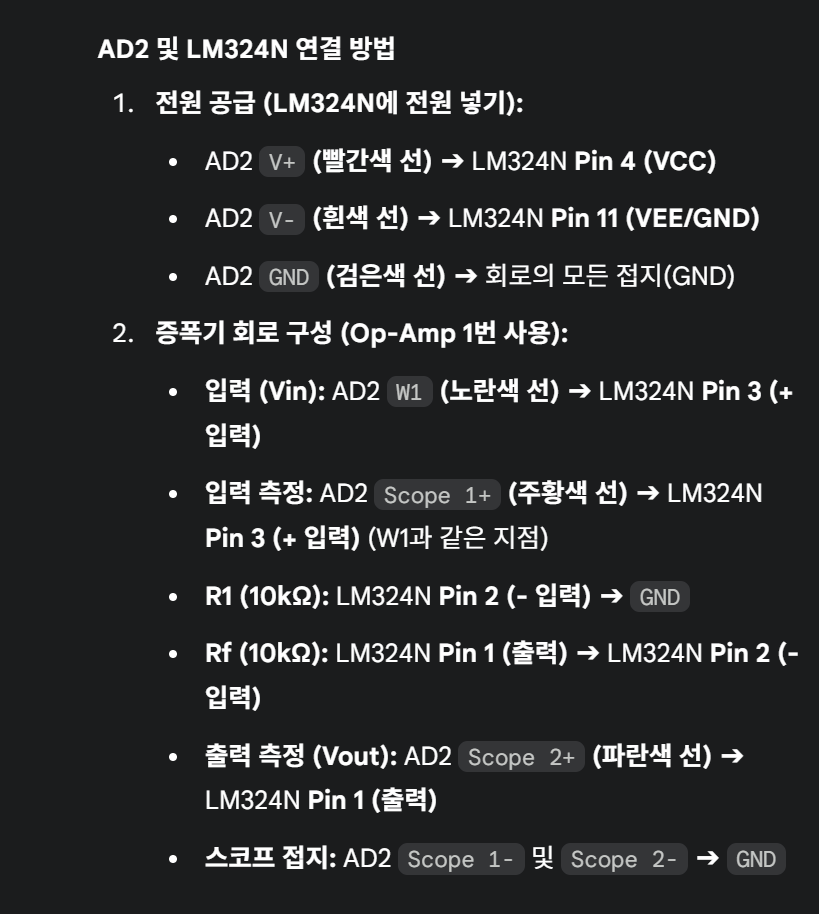 AD2 및 LM324N 연결 방법
1. 전원 공급 (LM324N에 전원 넣기):
• AD2 V+ (빨간색 선) ➔ LM324N Pin 4 (VCC)
• AD2 V- (흰색 선) ➔ LM324N Pin 11 (VEE/GND)
• AD2 GND (검은색 선) ➔ 회로의 모든 접지(GND)
2. 증폭기 회로 구성 (Op-Amp 1번 사용):
• 입력 (Vin): AD2 W1 (노란색 선) ➔ LM324N Pin 3 (+
입력)
• 입력 측정: AD2 Scope 1+ (주황색 선) ➔ LM324N
Pin 3 (+ 입력) (W1과 같은 지점)
• R1 (10kΩ): LM324N Pin 2 (- 입력) ➔ GND
• Rf (10kΩ): LM324N Pin 1 (출력) ➔ LM324N Pin 2 (-
입력)
• 출력 측정 (Vout): AD2 Scope 2+ (파란색 선) ➔
LM324N Pin 1 (출력)
• 스코프 접지: AD2 Scope 1- 및 Scope 2- ➔ GND